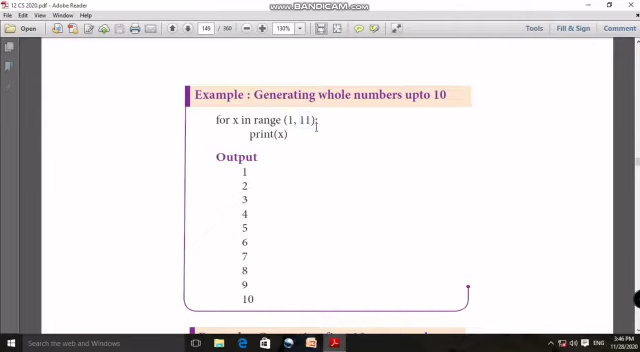 www.BANDICAM.com
12 CS 2020.pdf - Adobe Reader
File Edit View Window Help
Open 149 / 360 130% Tools Fill & Sign Comment
Example : Generating whole numbers upto 10
for x in range (1, 11):
print(x)
Output
1
2
3
4
5
6
7
8
9
10
Search the web and Windows
3:46 PM
11/28/2020